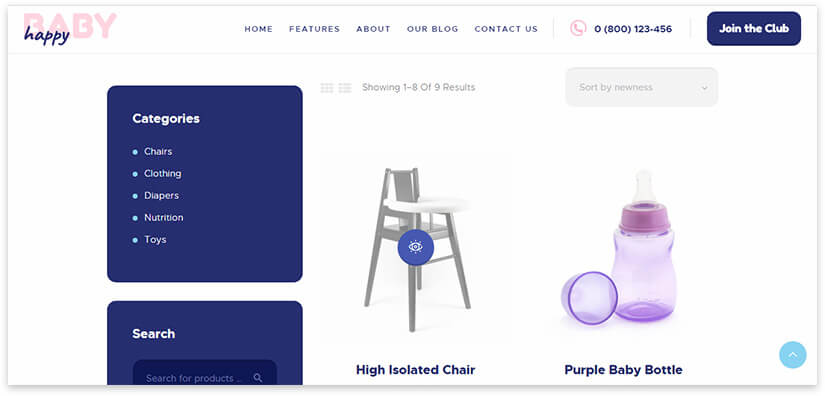 BABY
happy
HOME FEATURES ABOUT OUR BLOG CONTACT US 0 (800) 123-456 Join the Club
Categories
Chairs
Clothing
Diapers
Nutrition
Toys
Search
Search for products ...
Showing 1–8 Of 9 Results Sort by newness
High Isolated Chair Purple Baby Bottle